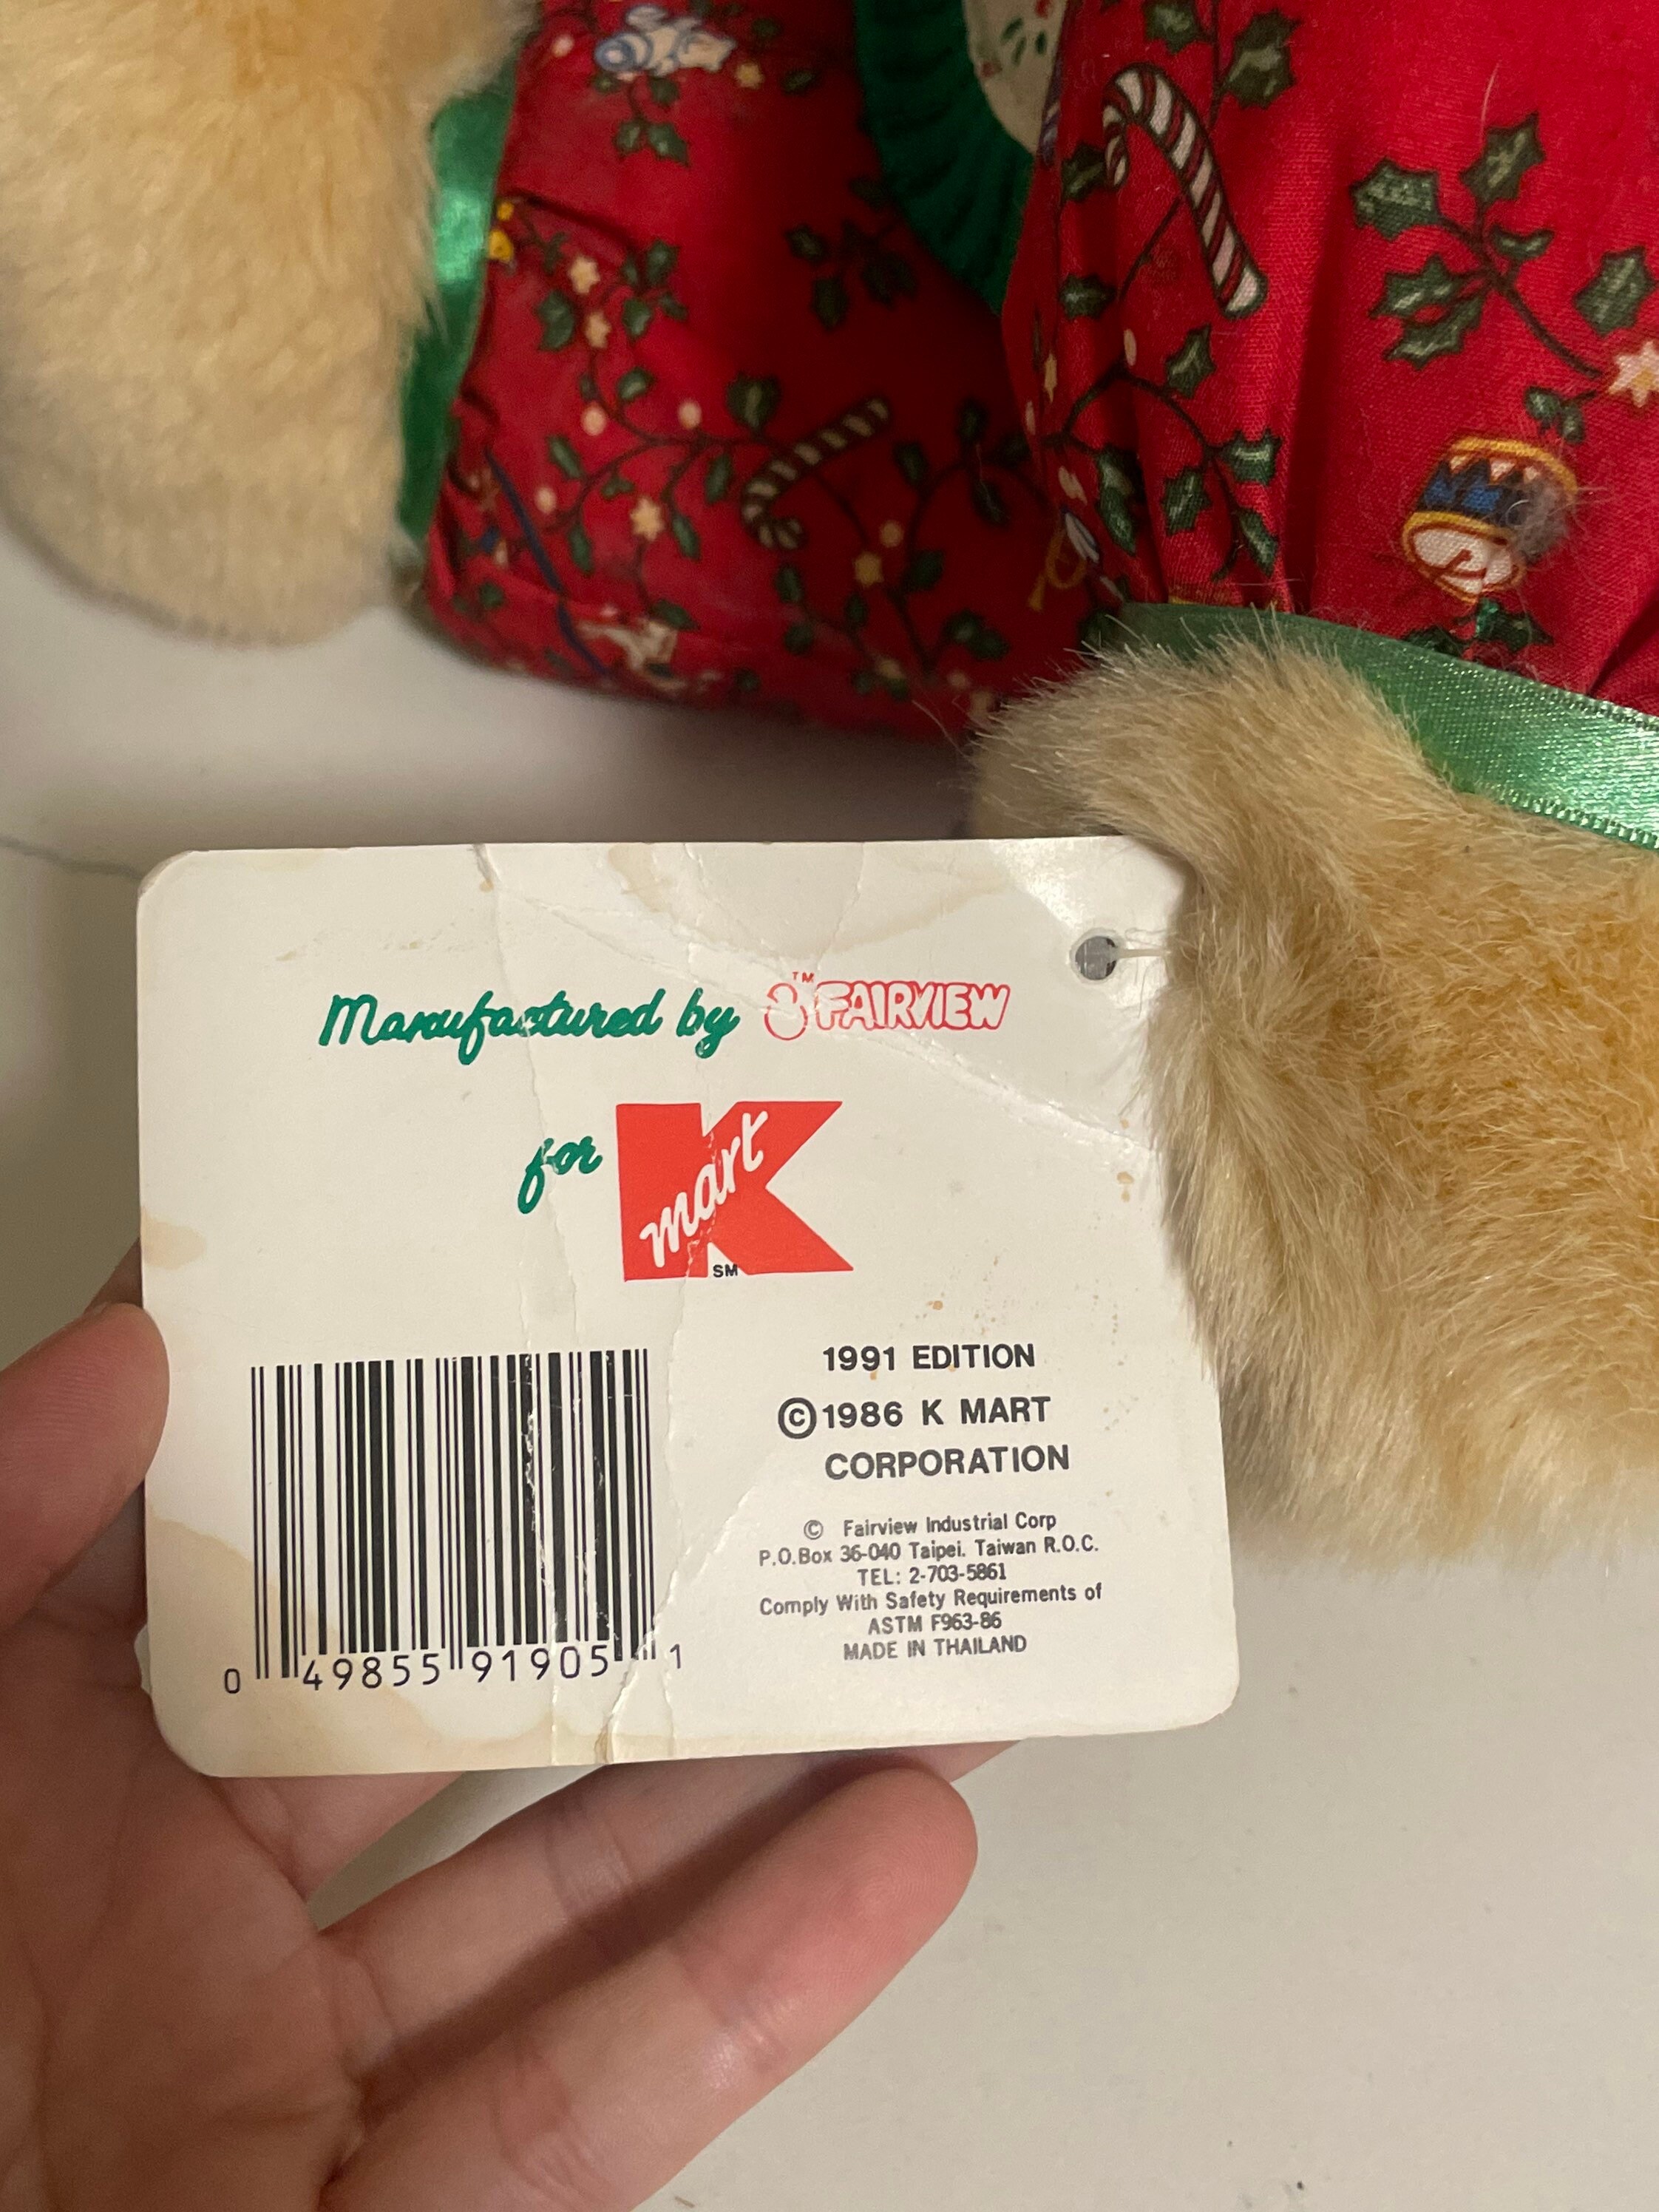 Manufactured by ™ FAIRVIEW
for Kmart SM
1991 EDITION
©1986 K MART
CORPORATION
© Fairview Industrial Corp
P.O.Box 36-040 Taipei. Taiwan R.O.C.
TEL: 2-703-5861
Comply With Safety Requirements of
ASTM F963-86
MADE IN THAILAND
0 49855 91905 1